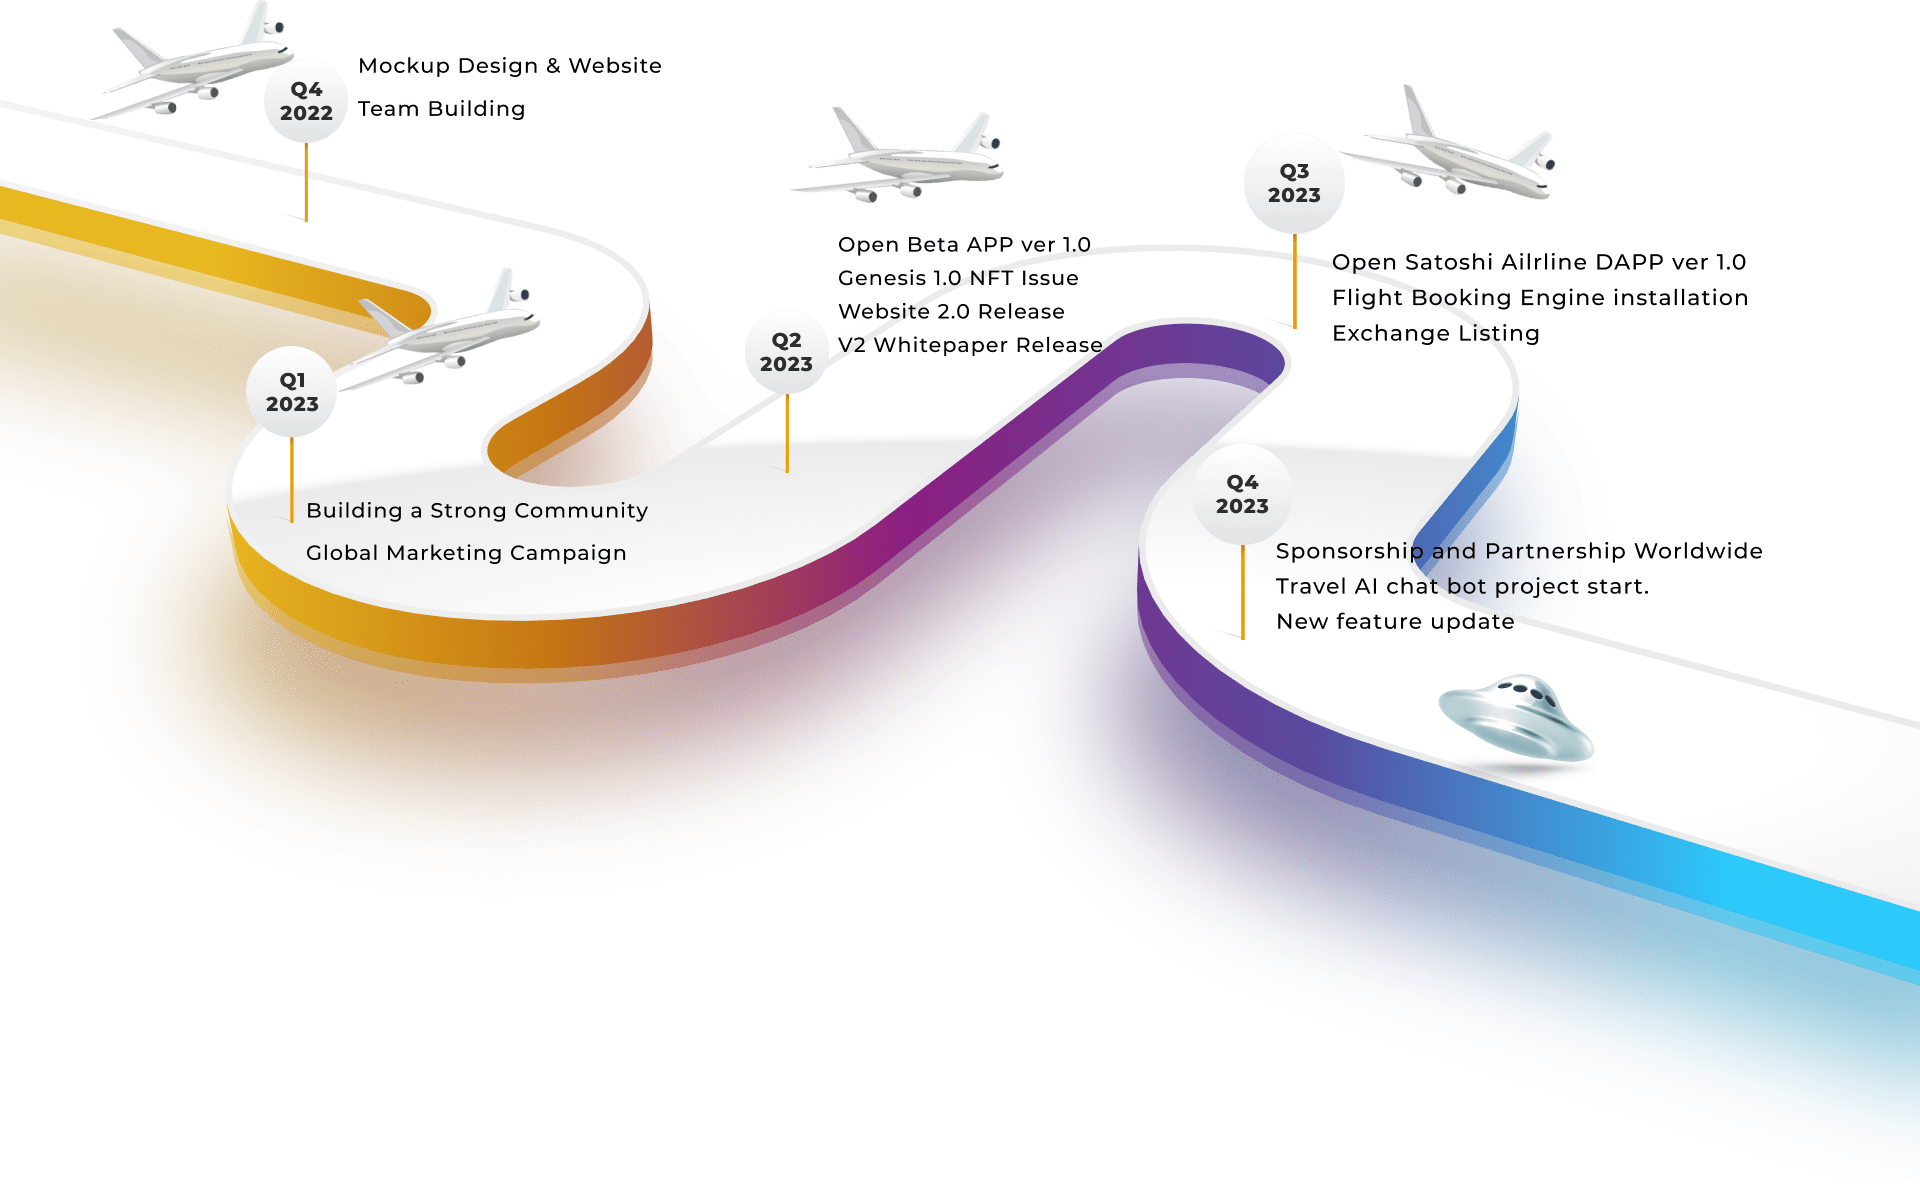 Q4
2022
Mockup Design & Website
Team Building
Q1
2023
Building a Strong Community
Global Marketing Campaign
Q2
2023
Open Beta APP ver 1.0
Genesis 1.0 NFT Issue
Website 2.0 Release
V2 Whitepaper Release
Q3
2023
Open Satoshi Ailrline DAPP ver 1.0
Flight Booking Engine installation
Exchange Listing
Q4
2023
Sponsorship and Partnership Worldwide
Travel AI chat bot project start.
New feature update